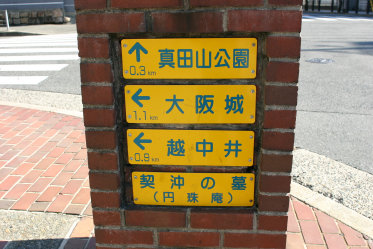 ↑ 真田山公園
0.3km
← 大阪城
1.1km
← 越中井
0.9km
契沖の墓
(円珠庵)